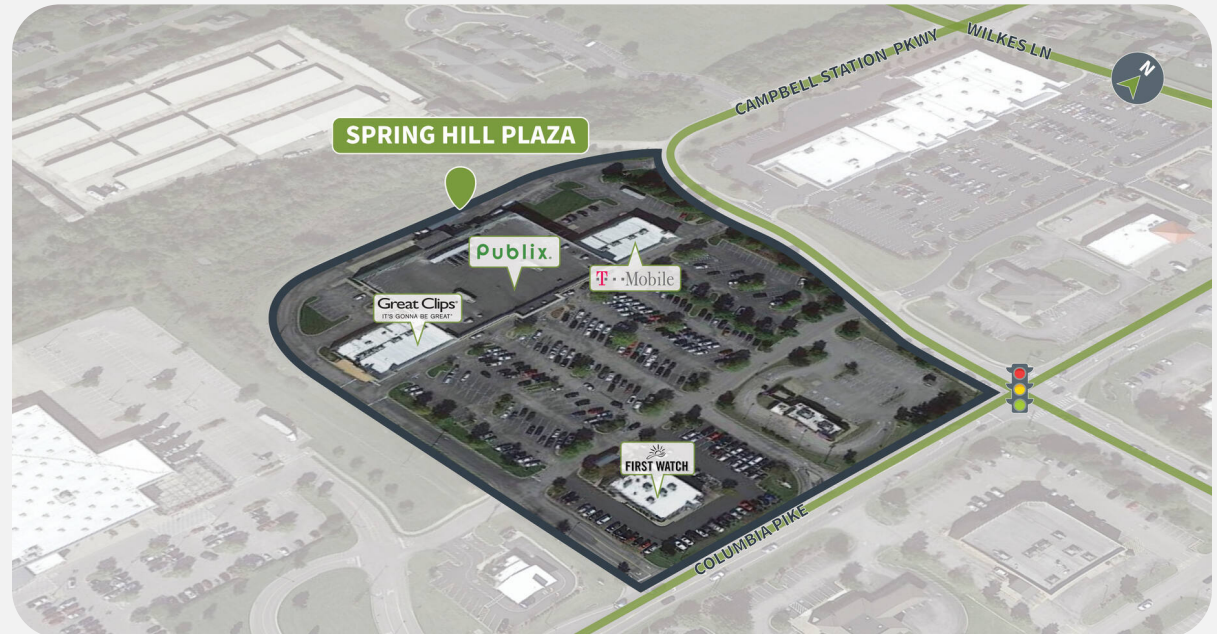 WILKES LN
CAMPBELL STATION PKWY
N
SPRING HILL PLAZA
Publix.
T··Mobile
Great Clips
IT'S GONNA BE GREAT
FIRST WATCH
COLUMBIA PIKE